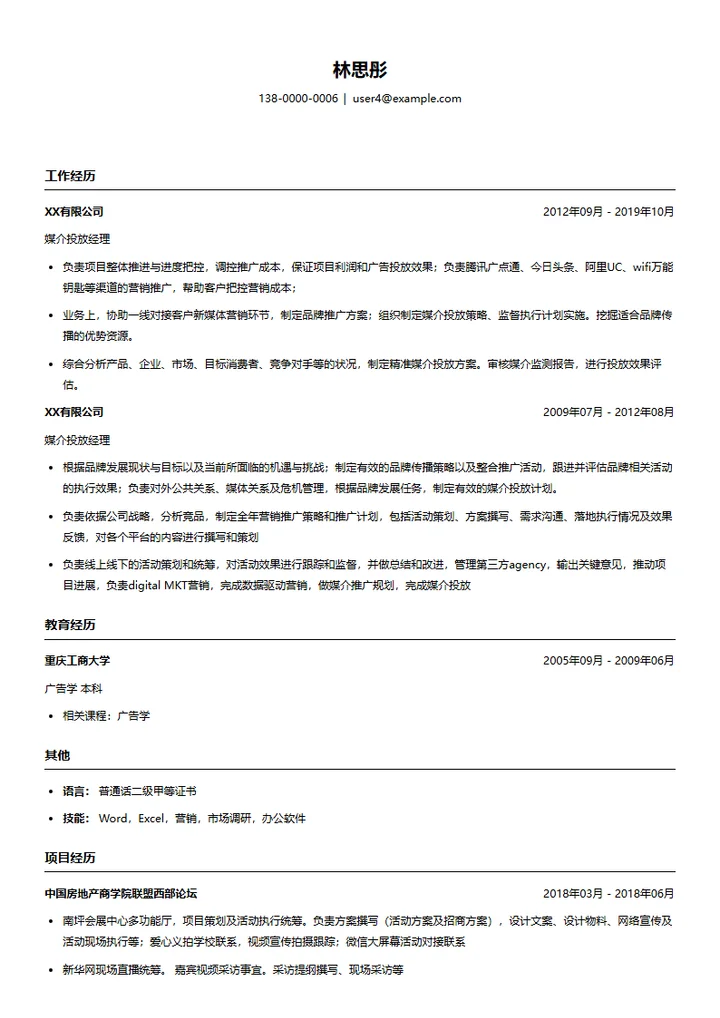 林思彤
138-0000-0006 | user4@example.com
工作经历
XX有限公司 2012年09月 - 2019年10月
媒介投放经理
• 负责项目整体推进与进度把控，调控推广成本，保证项目利润和广告投放效果；负责腾讯广点通、今日头条、阿里UC、wifi万能
钥匙等渠道的营销推广，帮助客户把控营销成本；
• 业务上，协助一线对接客户新媒体营销环节，制定品牌推广方案；组织制定媒介投放策略、监督执行计划实施。挖掘适合品牌传
播的优势资源。
• 综合分析产品、企业、市场、目标消费者、竞争对手等的状况，制定精准媒介投放方案。审核媒介监测报告，进行投放效果评
估。
XX有限公司 2009年07月 - 2012年08月
媒介投放经理
• 根据品牌发展现状与目标以及当前所面临的机遇与挑战；制定有效的品牌传播策略以及整合推广活动，跟进并评估品牌相关活动
的执行效果；负责对外公共关系、媒体关系及危机管理，根据品牌发展任务，制定有效的媒介投放计划。
• 负责依据公司战略，分析竞品，制定全年营销推广策略和推广计划，包括活动策划、方案撰写、需求沟通、落地执行情况及效果
反馈，对各个平台的内容进行撰写和策划
• 负责线上线下的活动策划和统筹，对活动效果进行跟踪和监督，并做总结和改进，管理第三方agency，输出关键意见，推动项
目进展，负责digital MKT营销，完成数据驱动营销，做媒介推广规划，完成媒介投放
教育经历
重庆工商大学 2005年09月 - 2009年06月
广告学 本科
• 相关课程：广告学
其他
• 语言： 普通话二级甲等证书
• 技能： Word，Excel，营销，市场调研，办公软件
项目经历
中国房地产商学院联盟西部论坛 2018年03月 - 2018年06月
• 南坪会展中心多功能厅，项目策划及活动执行统筹。负责方案撰写（活动方案及招商方案），设计文案、设计物料、网络宣传及
活动现场执行等；爱心义拍学校联系，视频宣传拍摄跟踪；微信大屏幕活动对接联系
• 新华网现场直播统筹。 嘉宾视频采访事宜。采访提纲撰写、现场采访等